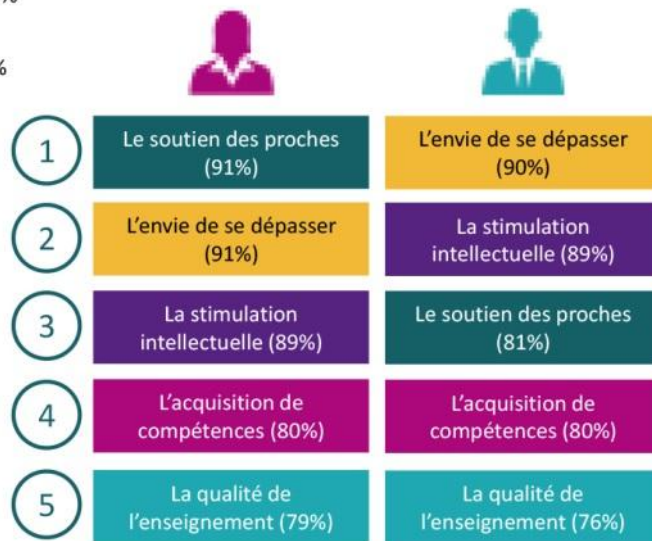 %
%
1
Le soutien des proches
(91%)
L'envie de se dépasser
(90%)
2
L'envie de se dépasser
(91%)
La stimulation
intellectuelle (89%)
3
La stimulation
intellectuelle (89%)
Le soutien des proches
(81%)
4
L'acquisition de
compétences (80%)
L'acquisition de
compétences (80%)
5
La qualité de
l'enseignement (79%)
La qualité de
l'enseignement (76%)